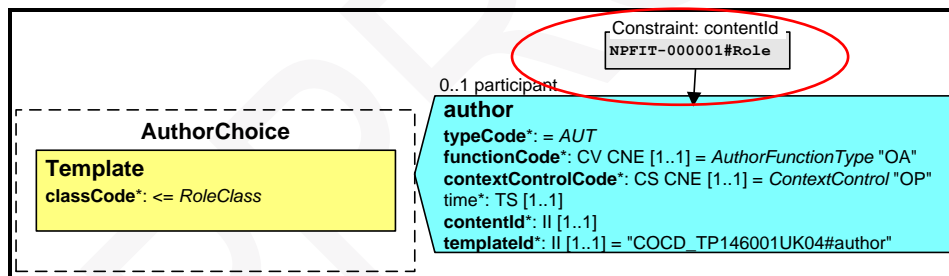 Constraint: contentId
NPFIT-000001#Role
0..1 participant
AuthorChoice
Template
classCode*: <= RoleClass
author
typeCode*: = AUT
functionCode*: CV CNE [1..1] = AuthorFunctionType "OA"
contextControlCode*: CS CNE [1..1] = ContextControl "OP"
time*: TS [1..1]
contentId*: II [1..1]
templateId*: II [1..1] = "COCD_TP146001UK04#author"